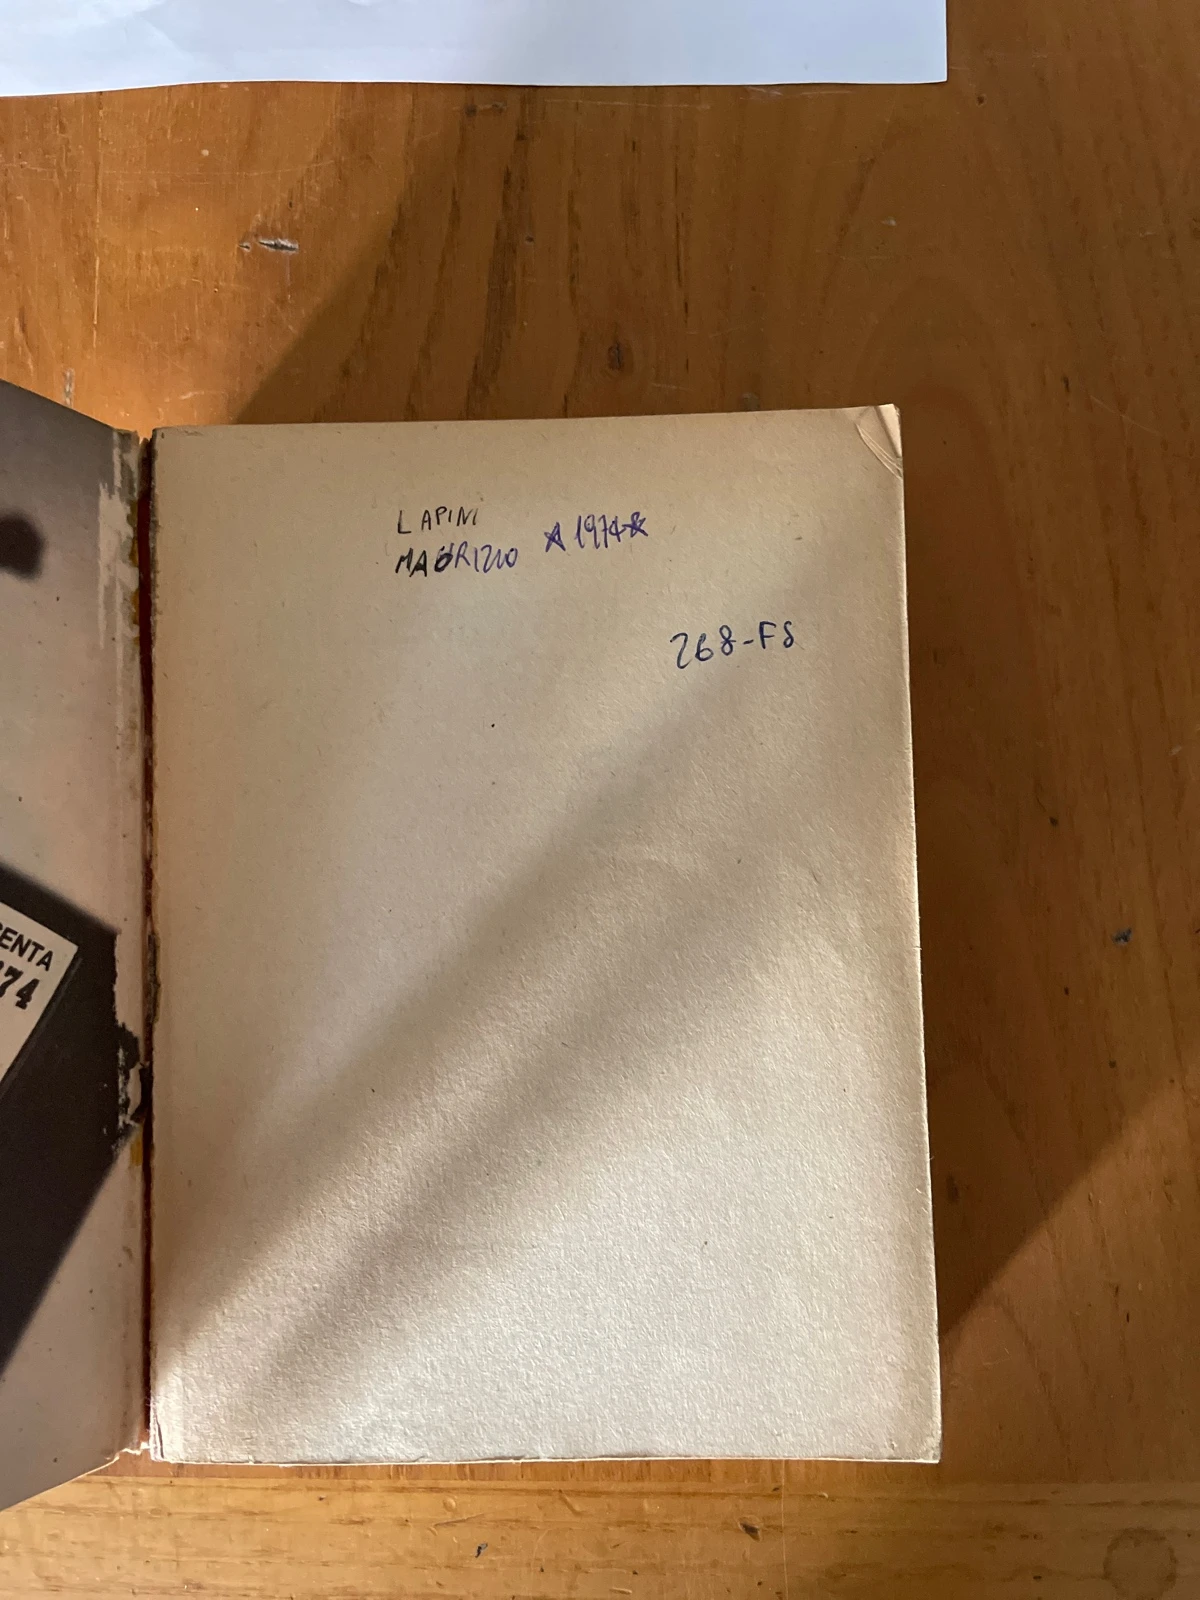 LAPINI
MAURIZIO ☆1974☆
268-FS
ENTA
74